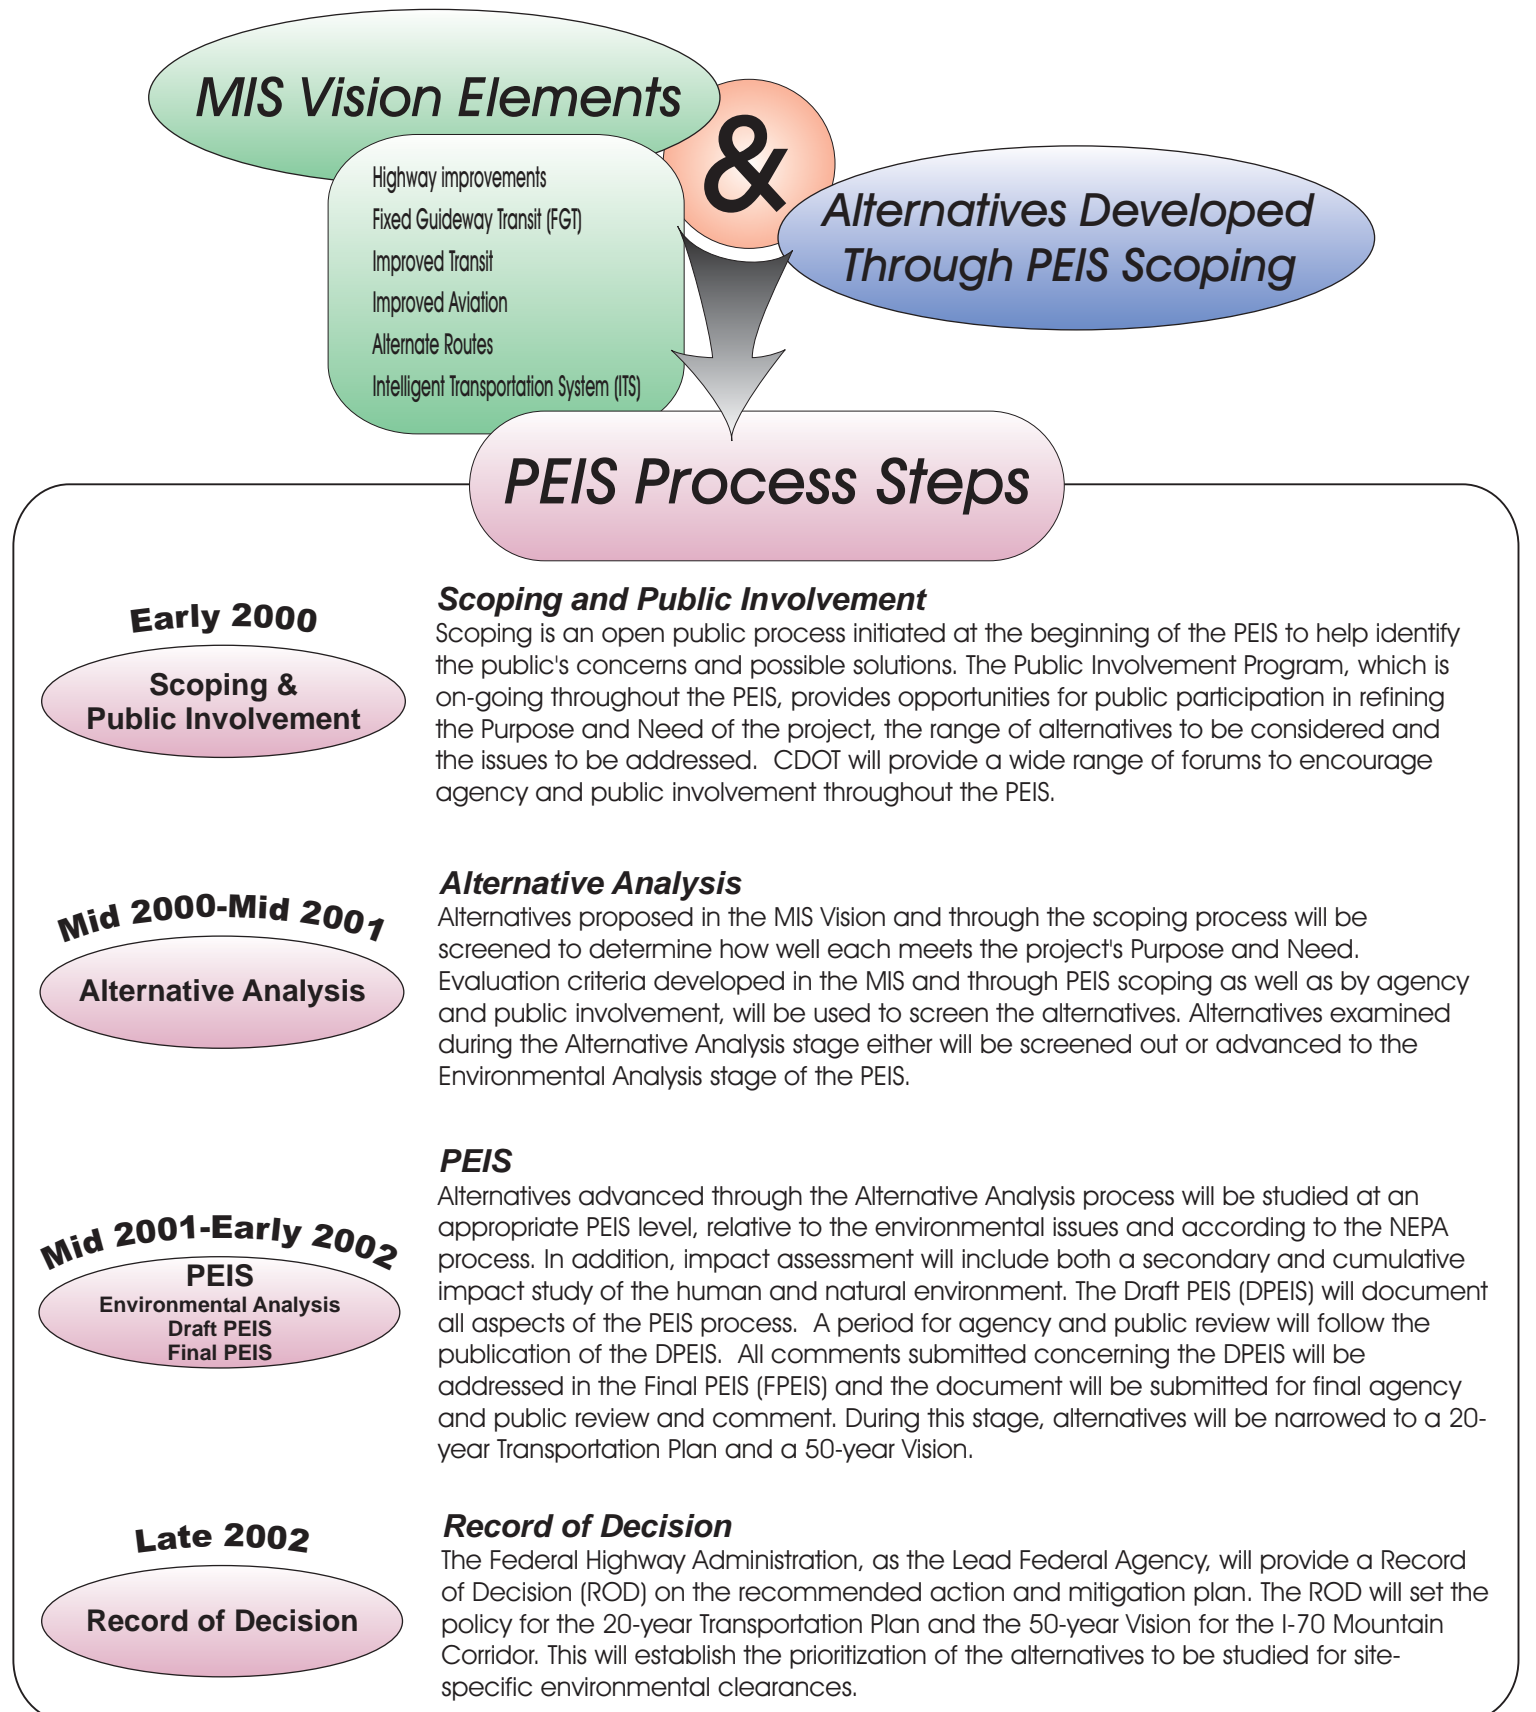 MIS Vision Elements
&
Highway improvements
Fixed Guideway Transit (FGT)
Improved Transit
Improved Aviation
Alternate Routes
Intelligent Transportation System (ITS)
Alternatives Developed
Through PEIS Scoping
PEIS Process Steps
Early 2000
Scoping &
Public Involvement
Scoping and Public Involvement
Scoping is an open public process initiated at the beginning of the PEIS to help identify
the public's concerns and possible solutions. The Public Involvement Program, which is
on-going throughout the PEIS, provides opportunities for public participation in refining
the Purpose and Need of the project, the range of alternatives to be considered and
the issues to be addressed.  CDOT will provide a wide range of forums to encourage
agency and public involvement throughout the PEIS.
Mid 2000-Mid 2001
Alternative Analysis
Alternative Analysis
Alternatives proposed in the MIS Vision and through the scoping process will be
screened to determine how well each meets the project's Purpose and Need.
Evaluation criteria developed in the MIS and through PEIS scoping as well as by agency
and public involvement, will be used to screen the alternatives. Alternatives examined
during the Alternative Analysis stage either will be screened out or advanced to the
Environmental Analysis stage of the PEIS.
Mid 2001-Early 2002
PEIS
Environmental Analysis
Draft PEIS
Final PEIS
PEIS
Alternatives advanced through the Alternative Analysis process will be studied at an
appropriate PEIS level, relative to the environmental issues and according to the NEPA
process. In addition, impact assessment will include both a secondary and cumulative
impact study of the human and natural environment. The Draft PEIS (DPEIS) will document
all aspects of the PEIS process.  A period for agency and public review will follow the
publication of the DPEIS.  All comments submitted concerning the DPEIS will be
addressed in the Final PEIS (FPEIS) and the document will be submitted for final agency
and public review and comment. During this stage, alternatives will be narrowed to a 20-
year Transportation Plan and a 50-year Vision.
Late 2002
Record of Decision
Record of Decision
The Federal Highway Administration, as the Lead Federal Agency, will provide a Record
of Decision (ROD) on the recommended action and mitigation plan. The ROD will set the
policy for the 20-year Transportation Plan and the 50-year Vision for the I-70 Mountain
Corridor. This will establish the prioritization of the alternatives to be studied for site-
specific environmental clearances.